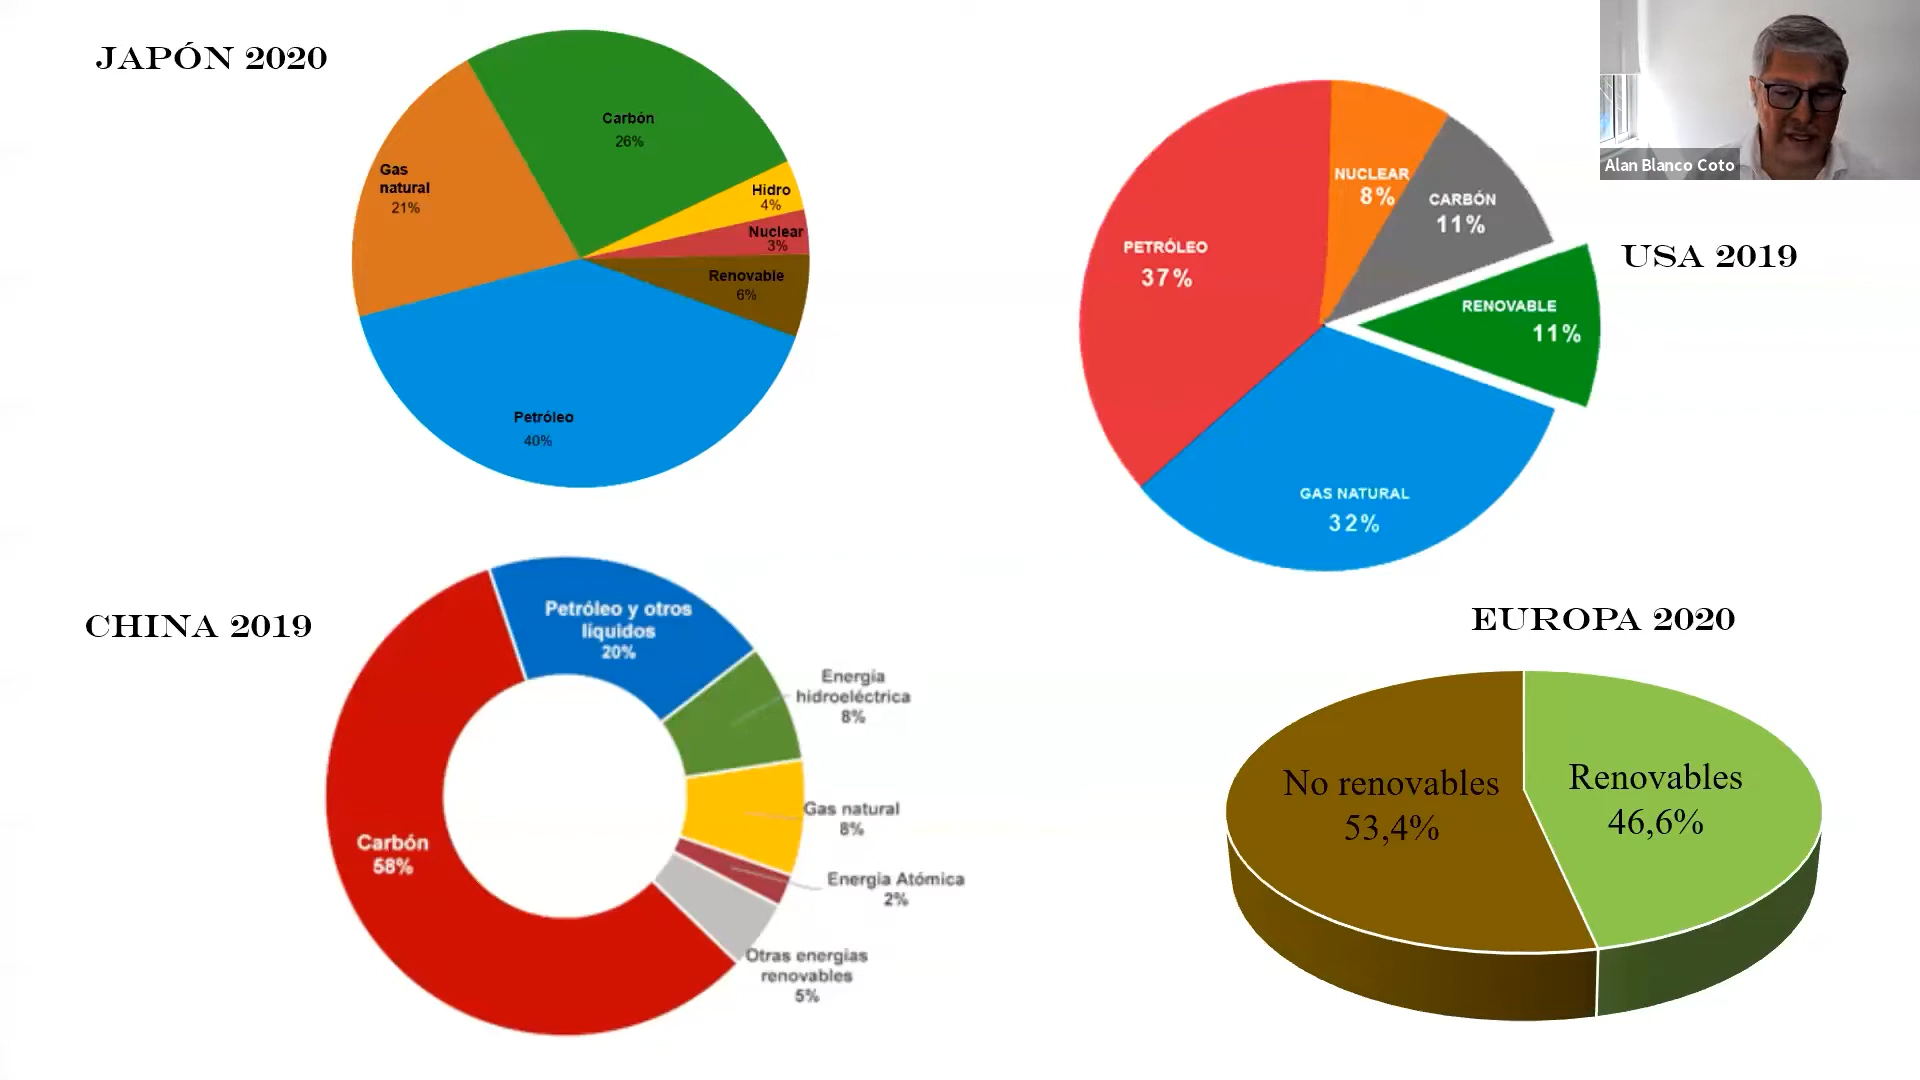 JAPÓN 2020
Carbón
26%
Gas
natural
21%
Hidro
4%
Nuclear
3%
Renovable
6%
Petróleo
40%
NUCLEAR
8%
CARBÓN
11%
PETRÓLEO
37%
RENOVABLE
11%
GAS NATURAL
32%
USA 2019
Alan Blanco Coto
CHINA 2019
Petróleo y otros
líquidos
20%
Energía
hidroeléctrica
8%
Gas natural
8%
Energía Atómica
2%
Otras energías
renovables
5%
Carbón
58%
EUROPA 2020
No renovables
53,4%
Renovables
46,6%